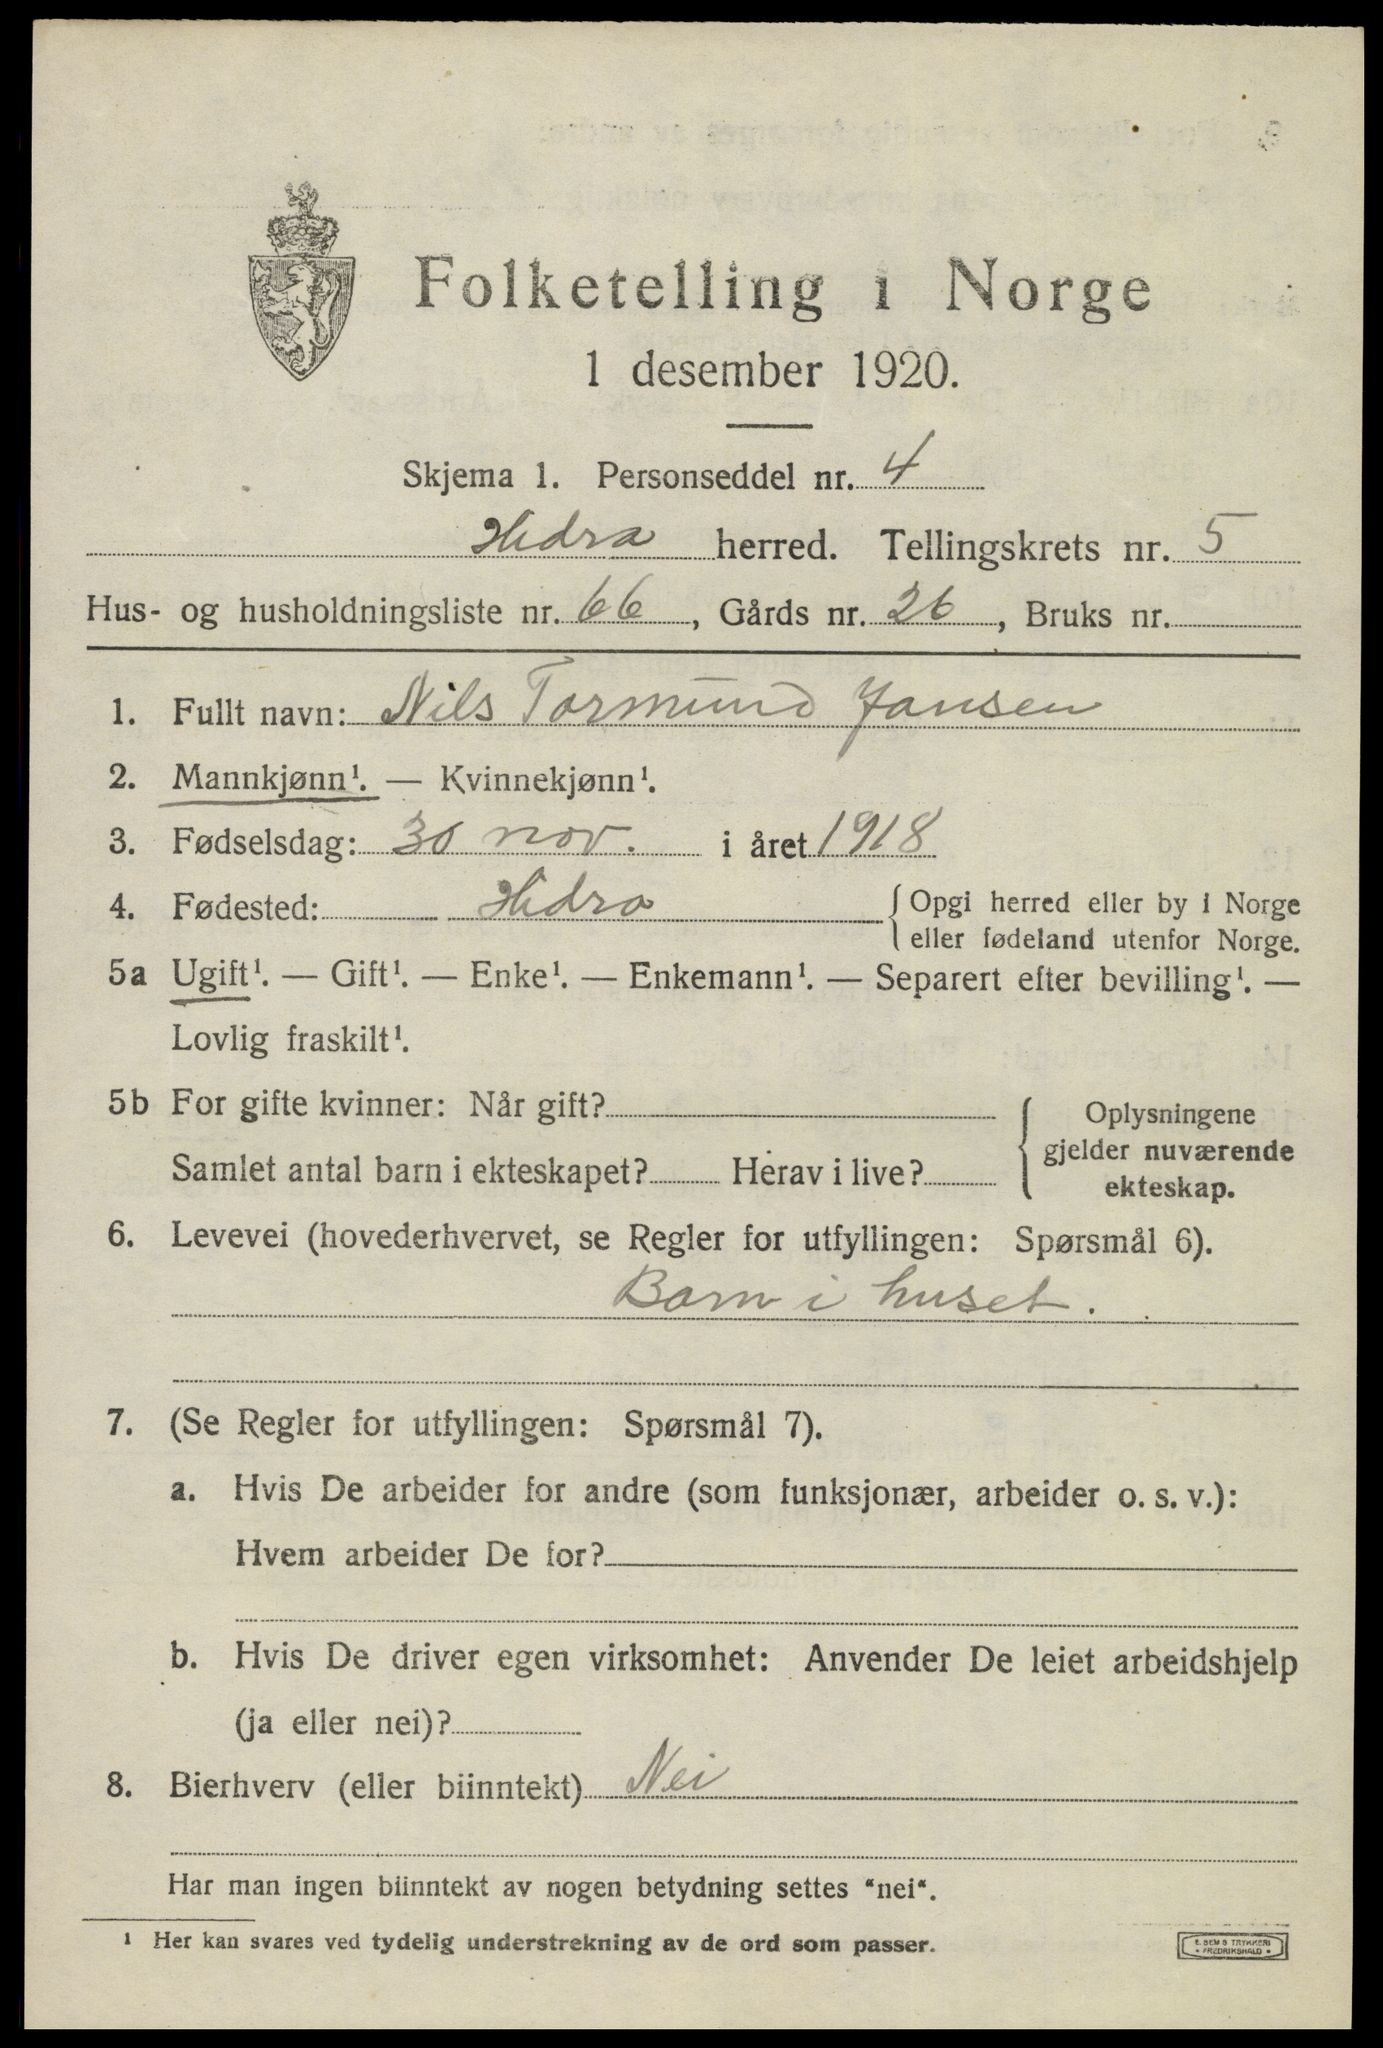 Folketelling i Norge
1 desember 1920.
Skjema 1. Personseddel nr. 4
Hidra herred. Tellingskrets nr. 5
Hus- og husholdningsliste nr. 66, Gårds nr. 26, Bruks nr.
1. Fullt navn: Nils Tormund Jansen
2. Mannkjønn¹. — Kvinnekjønn¹.
3. Fødselsdag: 30 nov. i året 1918
4. Fødested: Hidra {Opgi herred eller by i Norge
eller fødeland utenfor Norge.
5a Ugift¹. — Gift¹. — Enke¹. — Enkemann¹. — Separert efter bevilling¹. —
Lovlig fraskilt¹.
5b For gifte kvinner: Når gift? { Oplysningene
gjelder nuværende
Samlet antal barn i ekteskapet? Herav i live? ekteskap.
6. Levevei (hovederhvervet, se Regler for utfyllingen: Spørsmål 6).
Barn i huset.
7. (Se Regler for utfyllingen: Spørsmål 7).
a. Hvis De arbeider for andre (som funksjonær, arbeider o. s. v.):
Hvem arbeider De for?
b. Hvis De driver egen virksomhet: Anvender De leiet arbeidshjelp
(ja eller nei)?
8. Bierhverv (eller biinntekt) Nei
Har man ingen biinntekt av nogen betydning settes "nei".
¹ Her kan svares ved tydelig understrekning av de ord som passer.
E. SEM'S TRYKKERI
• FREDRIKSHALD •